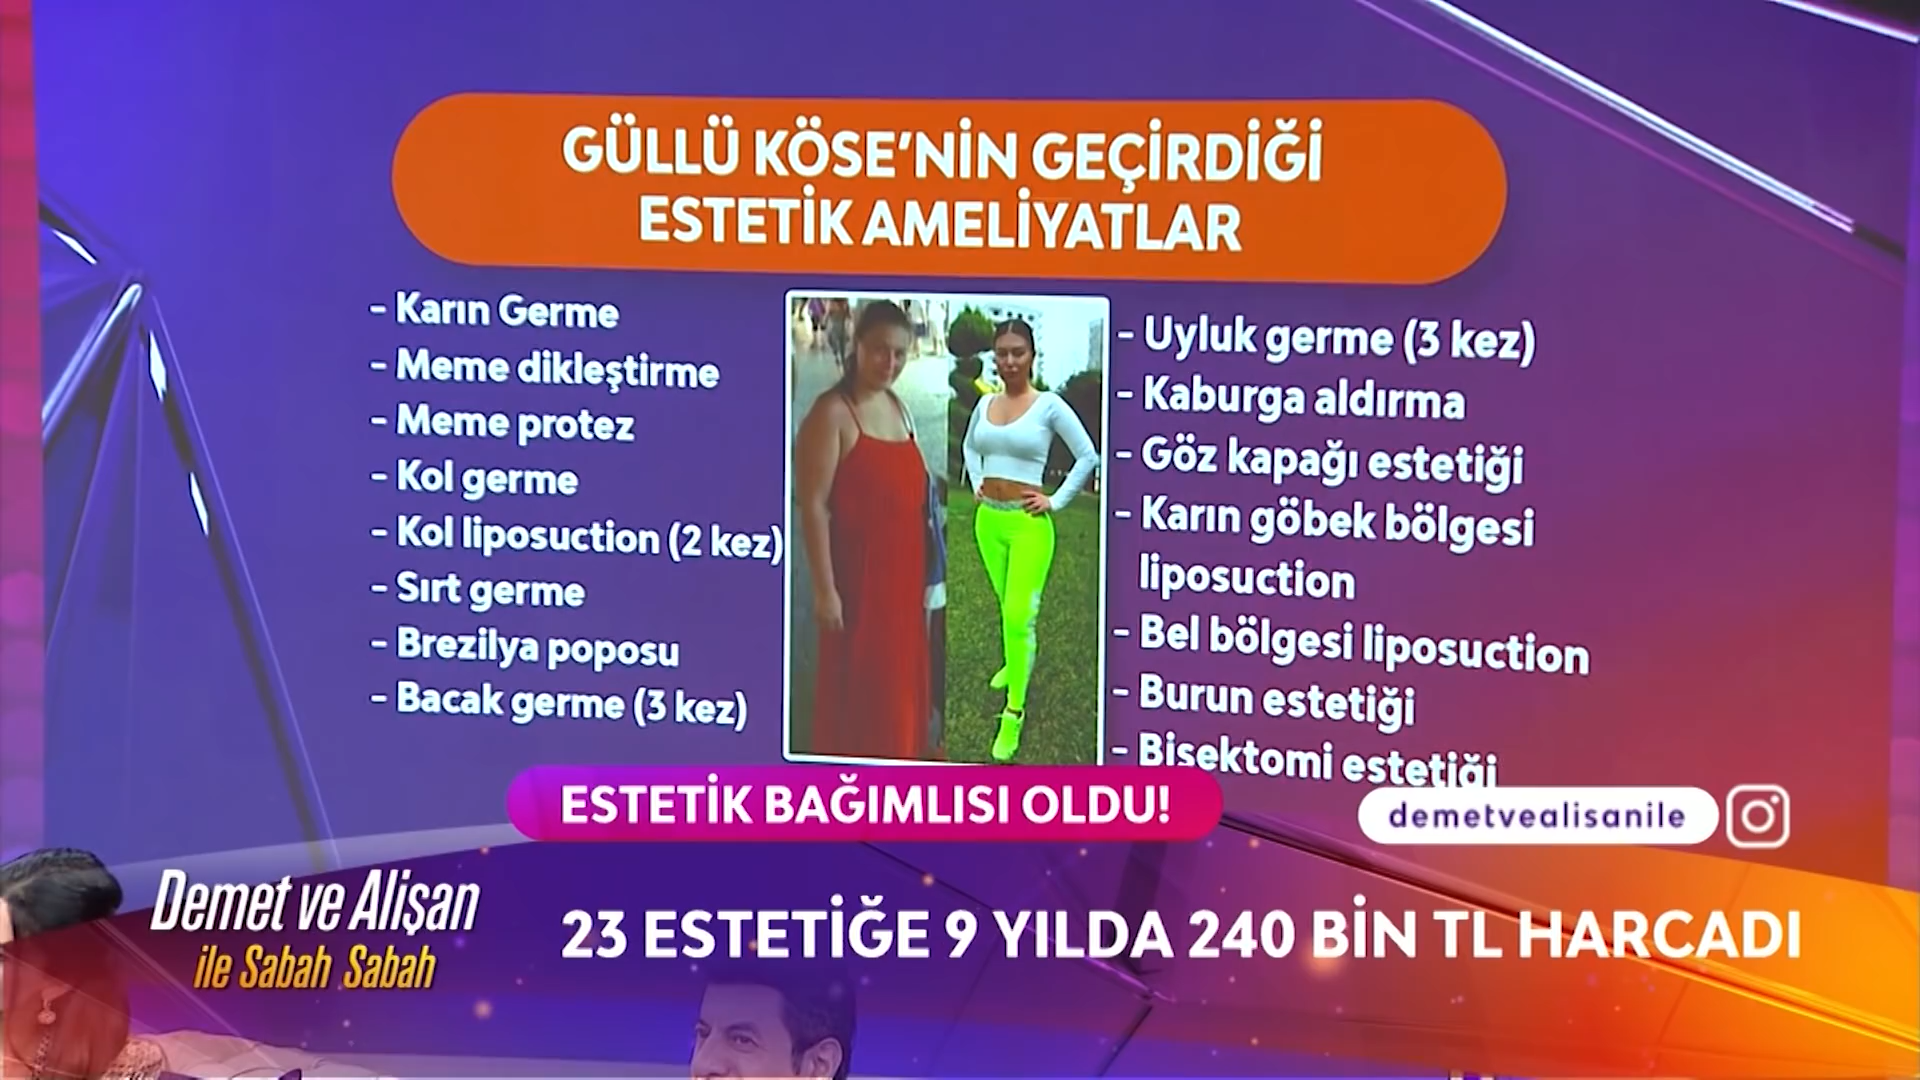 GÜLLÜ KÖSE'NİN GEÇİRDİĞİ
ESTETİK AMELİYATLAR
- Karın Germe
- Meme dikleştirme
- Meme protez
- Kol germe
- Kol liposuction (2 kez)
- Sırt germe
- Brezilya poposu
- Bacak germe (3 kez)
- Uyluk germe (3 kez)
- Kaburga aldırma
- Göz kapağı estetiği
- Karın göbek bölgesi
liposuction
- Bel bölgesi liposuction
- Burun estetiği
- Bişektomi estetiği
ESTETİK BAĞIMLISI OLDU!
demetvealisanile
Demet ve Alişan
ile Sabah Sabah
23 ESTETİĞE 9 YILDA 240 BİN TL HARCADI